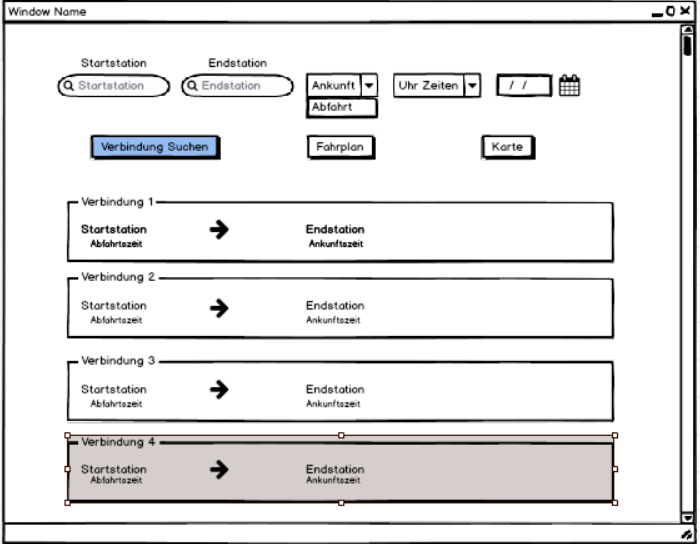 Window Name
Startstation Endstation
Startstation Endstation Ankunft Uhr Zeiten / /
Abfahrt
Verbindung Suchen Fahrplan Karte
Verbindung 1
Startstation Endstation
Abfahrtszeit Ankunftszeit
Verbindung 2
Startstation Endstation
Abfahrtszeit Ankunftszeit
Verbindung 3
Startstation Endstation
Abfahrtszeit Ankunftszeit
Verbindung 4
Startstation Endstation
Abfahrtszeit Ankunftszeit